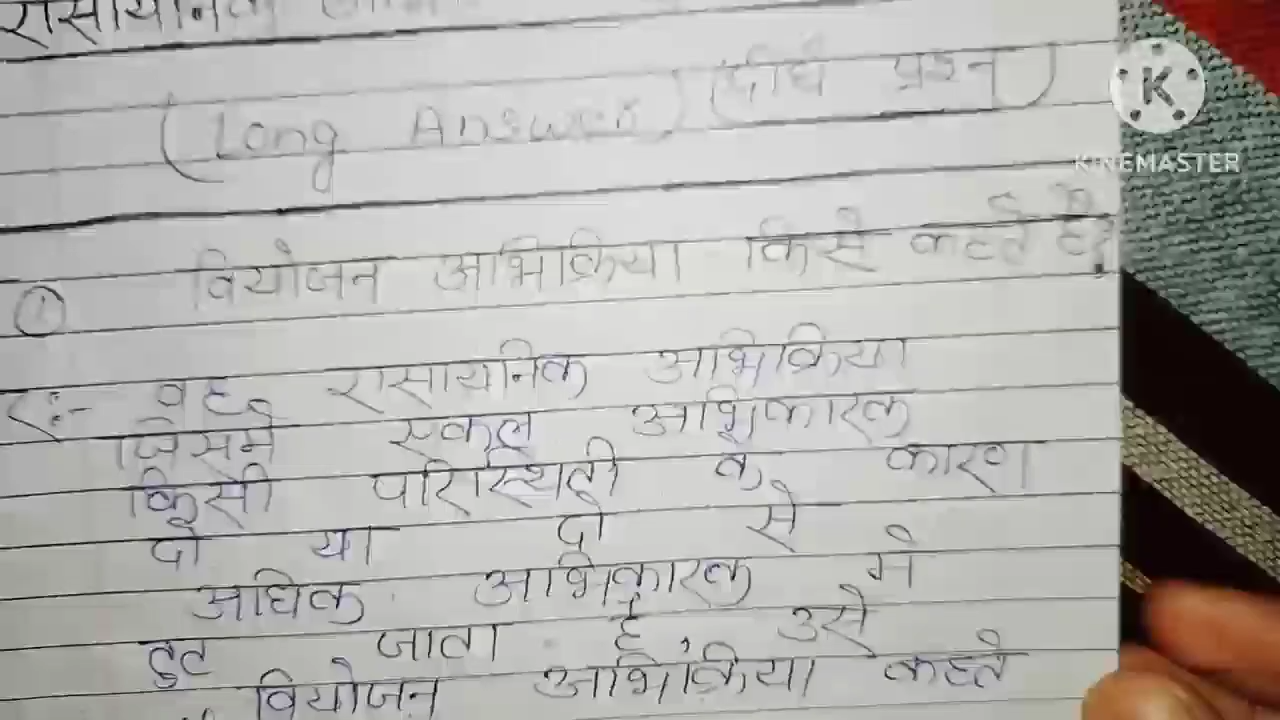 रासायनिक
(Long Answer) (दीर्घ प्रश्न)
K
KINEMASTER
① वियोजन अभिक्रिया किसे कहते है?
वह रासायनिक अभिक्रिया
जिसमे एकल अभिकारक
किसी परिस्थिती के कारण
दो या दो से
अधिक अभिकारक मे
टुट जाता है, उसे
वियोजन अभिक्रिया कहते